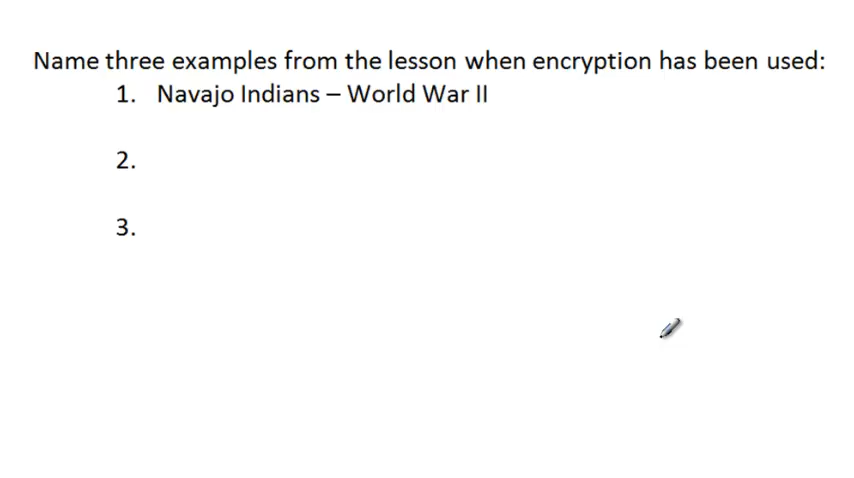 Name three examples from the lesson when encryption has been used:
1. Navajo Indians – World War II
2.
3.